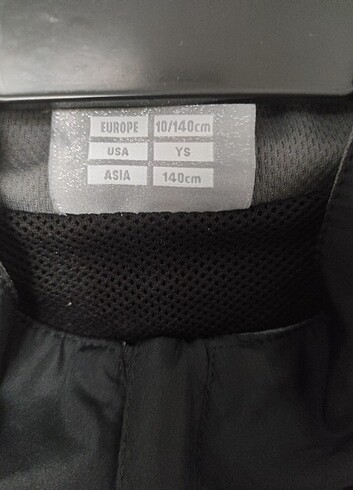 EUROPE 10/140cm
USA YS
ASIA 140cm